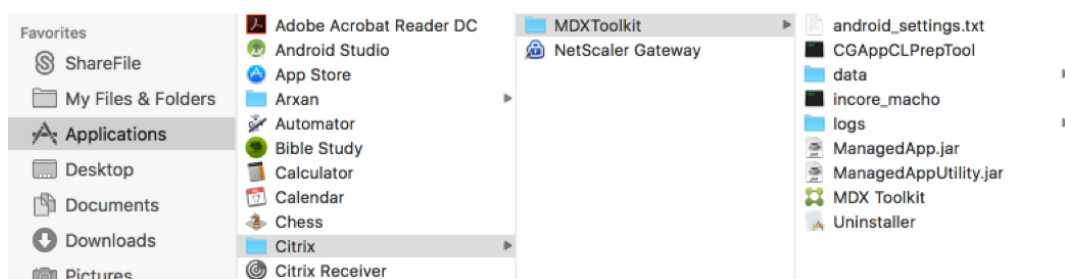 Favorites
ShareFile
My Files & Folders
Applications
Desktop
Documents
Downloads
Pictures
Adobe Acrobat Reader DC
Android Studio
App Store
Arxan
Automator
Bible Study
Calculator
Calendar
Chess
Citrix
Citrix Receiver
MDXToolkit
NetScaler Gateway
android_settings.txt
CGAppCLPrepTool
data
incore_macho
logs
ManagedApp.jar
ManagedAppUtility.jar
MDX Toolkit
Uninstaller